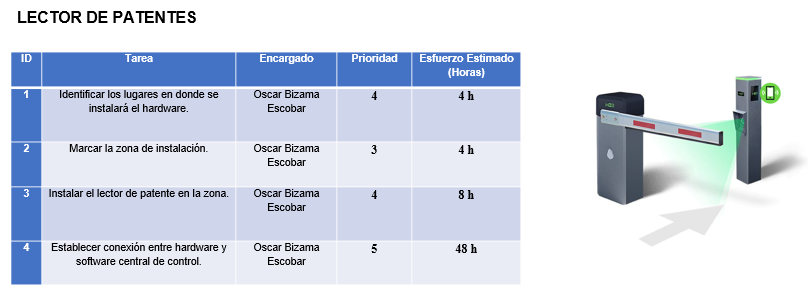 LECTOR DE PATENTES
ID Tarea Encargado Prioridad Esfuerzo Estimado
(Horas)
1 Identificar los lugares en donde se Oscar Bizama 4 4 h
instalará el hardware. Escobar
2 Marcar la zona de instalación. Oscar Bizama 3 4 h
Escobar
3 Instalar el lector de patente en la zona. Oscar Bizama 4 8 h
Escobar
4 Establecer conexión entre hardware y Oscar Bizama 5 48 h
software central de control. Escobar